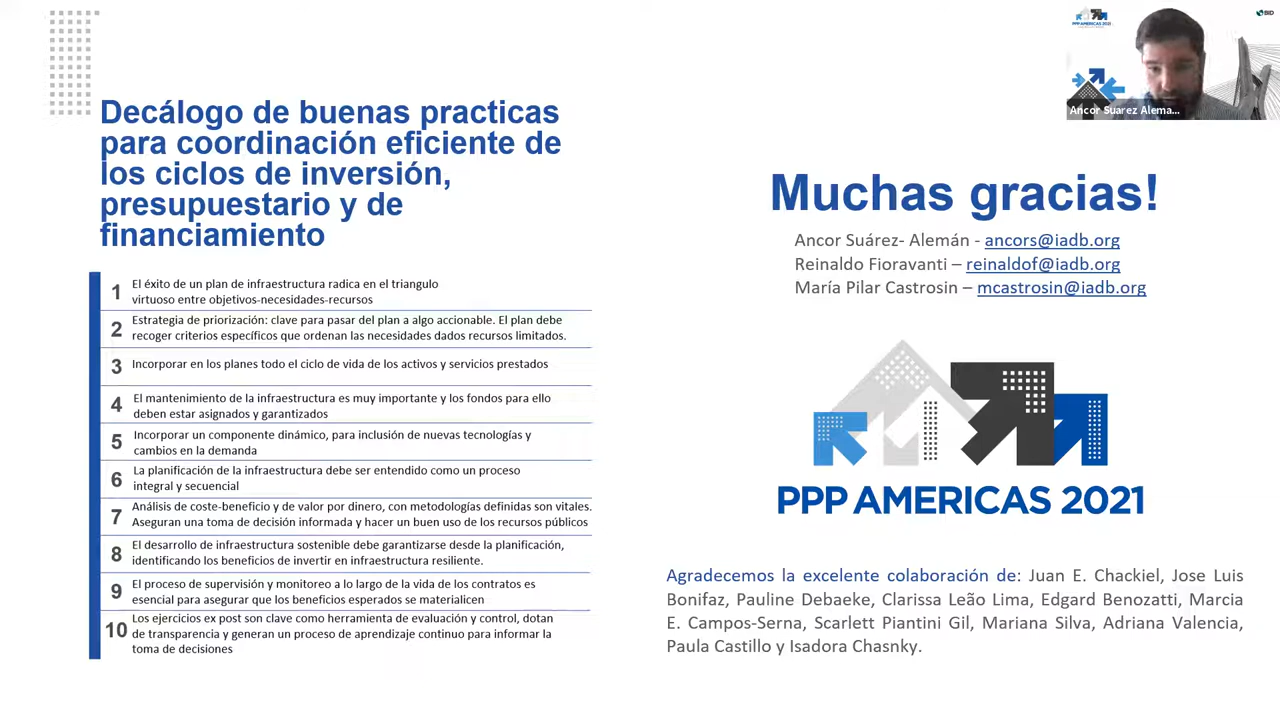 Decálogo de buenas practicas
para coordinación eficiente de
los ciclos de inversión,
presupuestario y de
financiamiento
1 El éxito de un plan de infraestructura radica en el triangulo
virtuoso entre objetivos-necesidades-recursos
2 Estrategia de priorización: clave para pasar del plan a algo accionable. El plan debe
recoger criterios específicos que ordenan las necesidades dados recursos limitados.
3 Incorporar en los planes todo el ciclo de vida de los activos y servicios prestados
4 El mantenimiento de la infraestructura es muy importante y los fondos para ello
deben estar asignados y garantizados
5 Incorporar un componente dinámico, para inclusión de nuevas tecnologías y
cambios en la demanda
6 La planificación de la infraestructura debe ser entendido como un proceso
integral y secuencial
7 Análisis de coste-beneficio y de valor por dinero, con metodologías definidas son vitales.
Aseguran una toma de decisión informada y hacer un buen uso de los recursos públicos
8 El desarrollo de infraestructura sostenible debe garantizarse desde la planificación,
identificando los beneficios de invertir en infraestructura resiliente.
9 El proceso de supervisión y monitoreo a lo largo de la vida de los contratos es
esencial para asegurar que los beneficios esperados se materialicen
10 Los ejercicios ex post son clave como herramienta de evaluación y control, dotan
de transparencia y generan un proceso de aprendizaje continuo para informar la
toma de decisiones
PPP AMERICAS 2021
BID
Ancor Suarez Alema...
Muchas gracias!
Ancor Suárez- Alemán - ancors@iadb.org
Reinaldo Fioravanti – reinaldof@iadb.org
María Pilar Castrosin – mcastrosin@iadb.org
PPP AMERICAS 2021
Agradecemos la excelente colaboración de: Juan E. Chackiel, Jose Luis
Bonifaz, Pauline Debaeke, Clarissa Leão Lima, Edgard Benozatti, Marcia
E. Campos-Serna, Scarlett Piantini Gil, Mariana Silva, Adriana Valencia,
Paula Castillo y Isadora Chasnky.